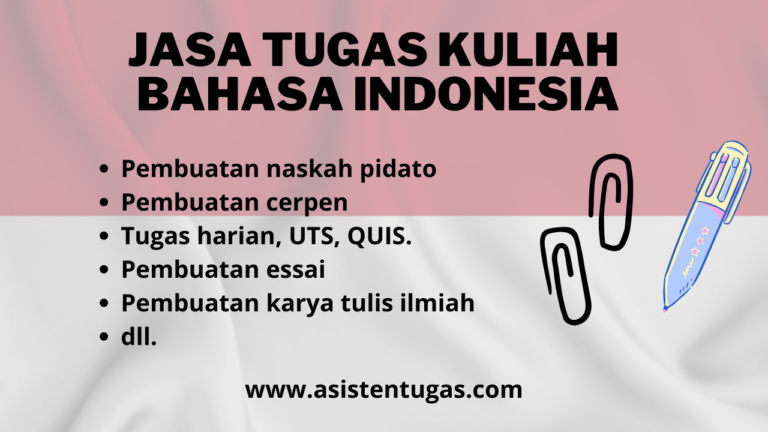 JASA TUGAS KULIAH
BAHASA INDONESIA
• Pembuatan naskah pidato
• Pembuatan cerpen
• Tugas harian, UTS, QUIS.
• Pembuatan essai
• Pembuatan karya tulis ilmiah
• dll.
www.asistentugas.com